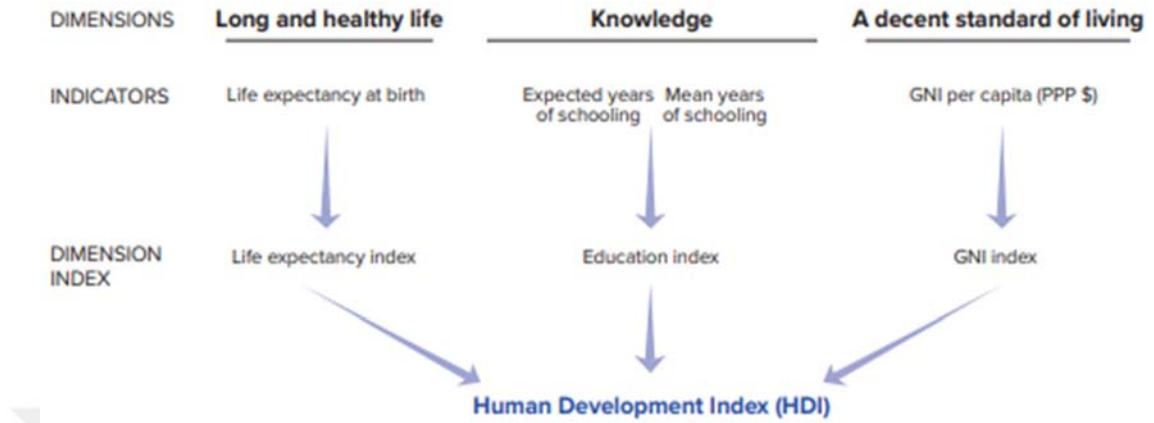 DIMENSIONS Long and healthy life Knowledge A decent standard of living
INDICATORS Life expectancy at birth Expected years Mean years GNI per capita (PPP $)
of schooling of schooling
DIMENSION Life expectancy index Education index GNI index
INDEX
Human Development Index (HDI)